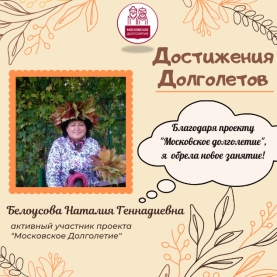 МОСКОВСКОЕ
ДОЛГОЛЕТИЕ
Достижения
Долголетов
Благодаря проекту
"Московское долголетие",
я обрела новое занятие!
Белоусова Наталия Геннадиевна
активный участник проекта
"Московское Долголетие"